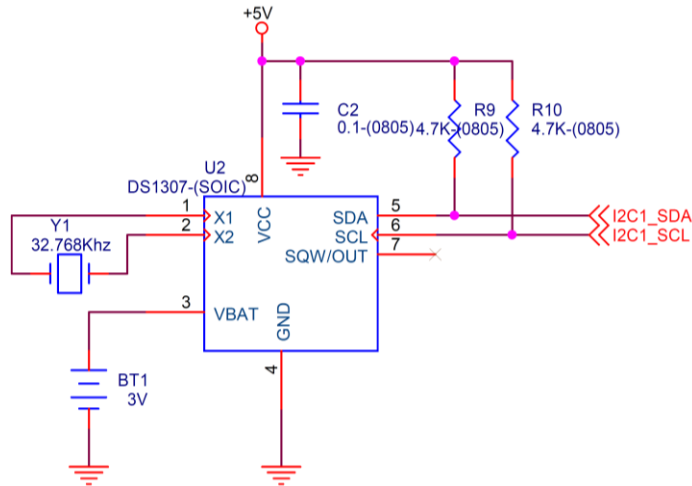 +5V
C2
0.1-(0805)
R9
4.7K-(0805)
R10
4.7K-(0805)
U2
DS1307-(SOIC)
8
VCC
1
X1
2
X2
Y1
32.768Khz
5
SDA
I2C1_SDA
6
SCL
I2C1_SCL
7
SQW/OUT
3
VBAT
GND
4
BT1
3V